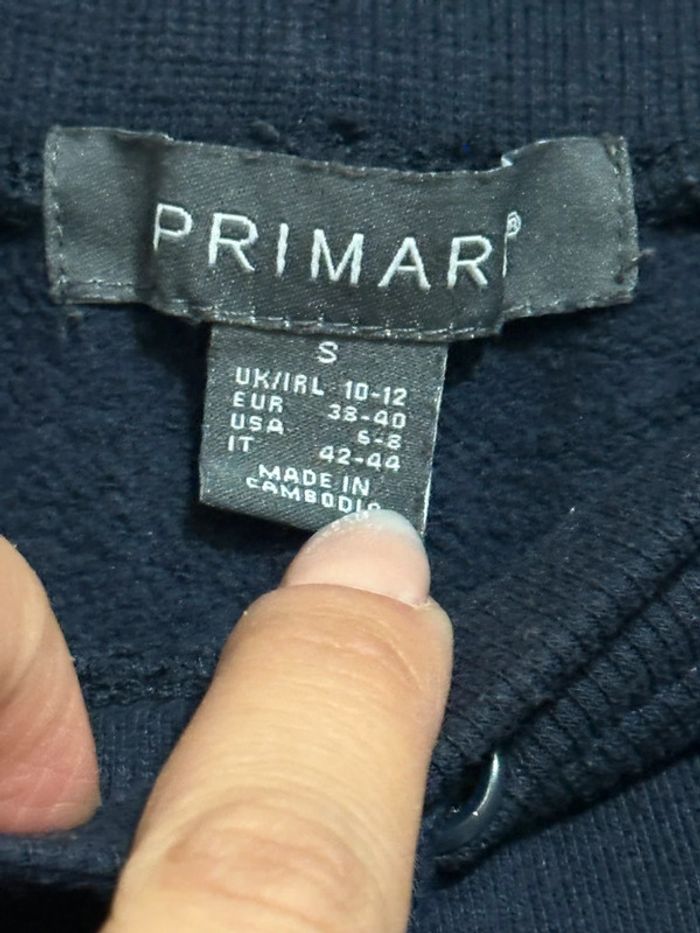 PRIMARK®
S
UK/IRL 10-12
EUR 38-40
USA 6-8
IT 42-44
MADE IN
CAMBODIA